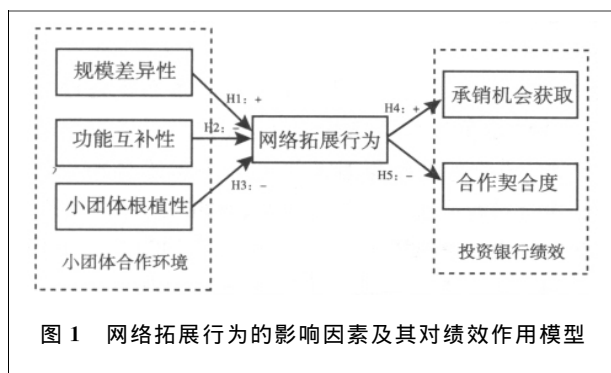 规模差异性
H1: +
功能互补性
H2: -
小团体根植性
H3: -
小团体合作环境
网络拓展行为
H4: +
承销机会获取
H5: -
合作契合度
投资银行绩效
图 1 网络拓展行为的影响因素及其对绩效作用模型